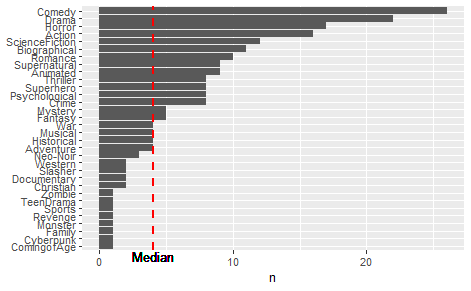 Comedy
Drama
Horror
Action
ScienceFiction
Biographical
Romance
Supernatural
Animated
Thriller
Superhero
Psychological
Crime
Mystery
Fantasy
War
Musical
Historical
Adventure
Neo-Noir
Western
Slasher
Documentary
Christian
Zombie
TeenDrama
Sports
Revenge
Monster
Family
Cyberpunk
ComingofAge
0 10 20
Median
n